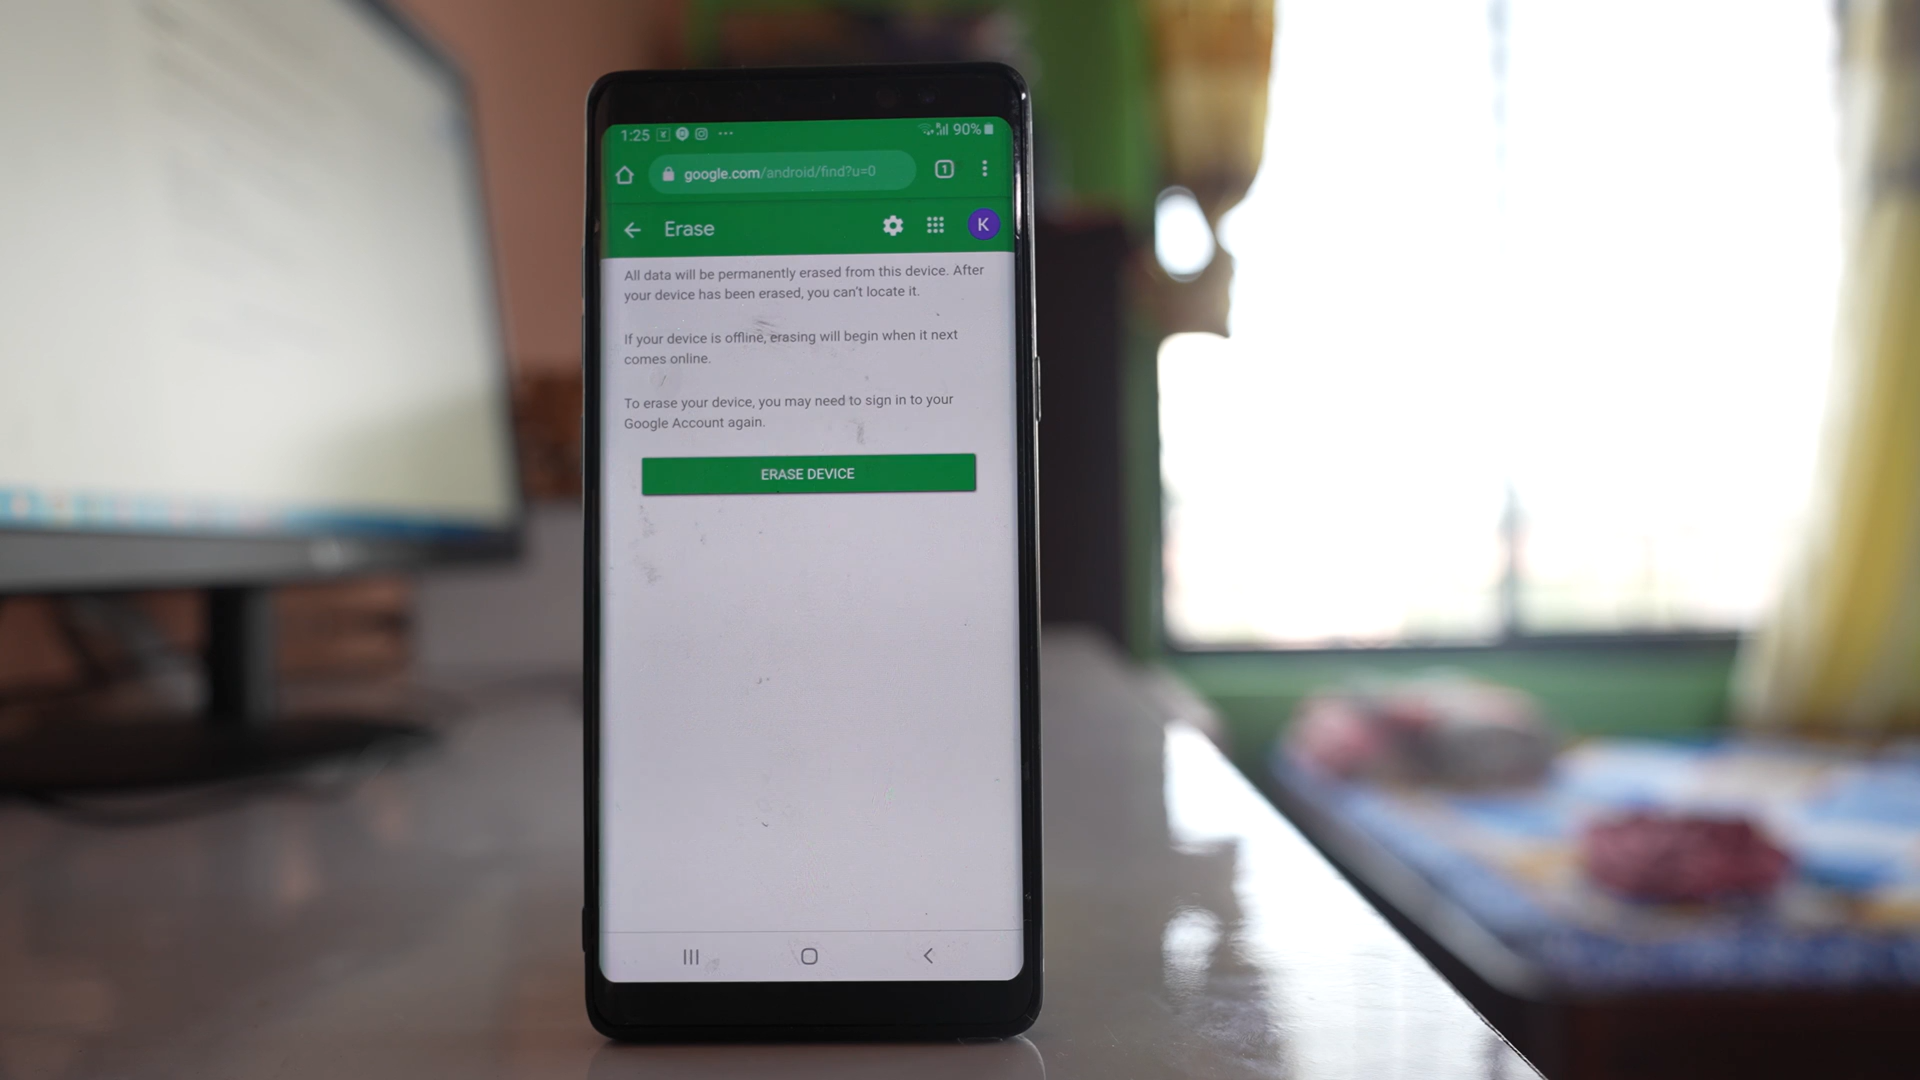 1:25 90%
google.com/android/find?u=0 1
Erase K
All data will be permanently erased from this device. After
your device has been erased, you can't locate it.
If your device is offline, erasing will begin when it next
comes online.
To erase your device, you may need to sign in to your
Google Account again.
ERASE DEVICE